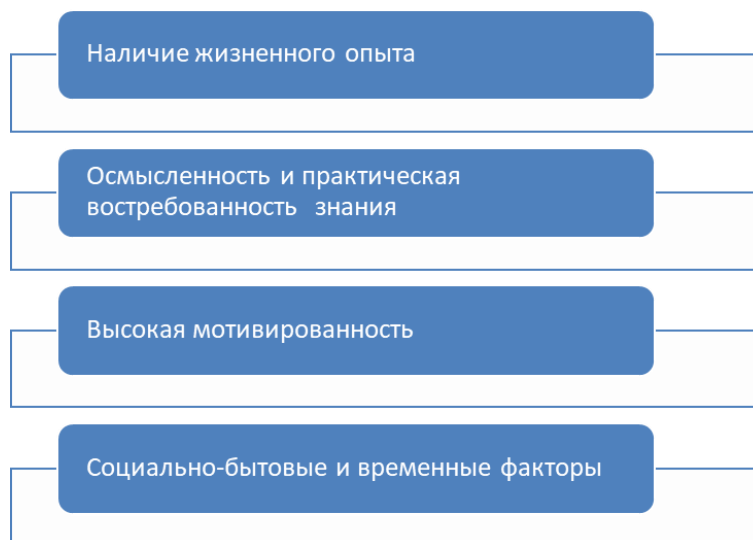 Наличие жизненного опыта
Осмысленность и практическая
востребованность знания
Высокая мотивированность
Социально-бытовые и временные факторы